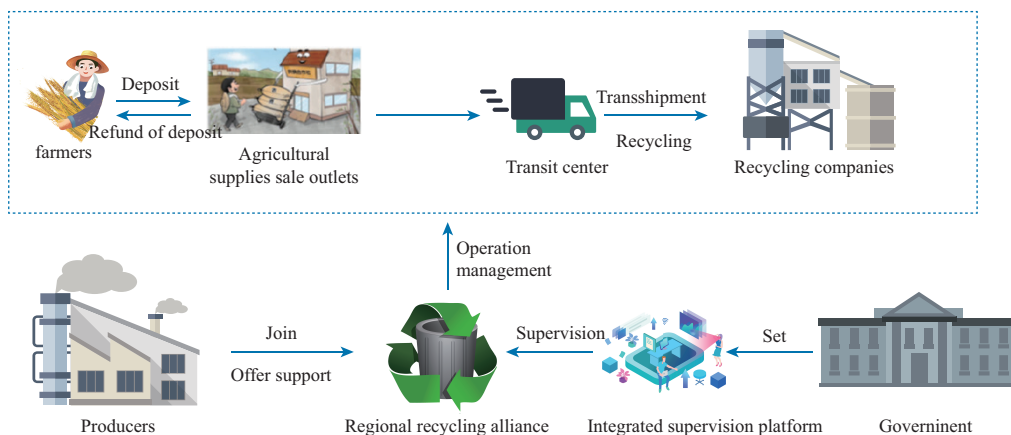 Deposit
Refund of deposit
farmers
Agricultural
supplies sale outlets
Transit center
Transshipment
Recycling
Recycling companies
Operation
management
Join
Offer support
Supervision
Set
Producers
Regional recycling alliance
Integrated supervision platform
Governinent